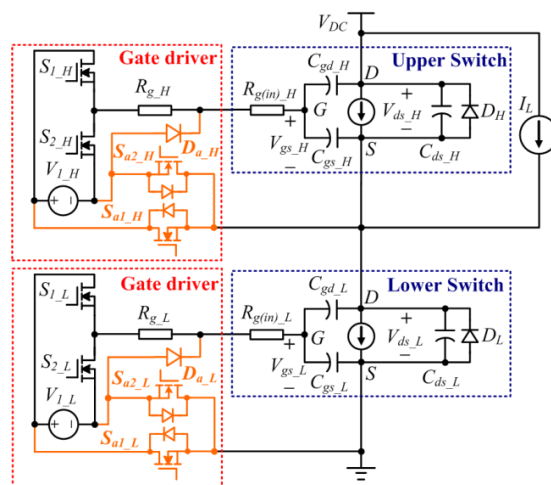 V_DC
Gate driver
Upper Switch
S_1_H
R_g_H
R_g(in)_H
C_gd_H
D
G
V_gs_H
+
−
C_gs_H
S
+
V_ds_H
−
C_ds_H
D_H
I_L
S_2_H
V_1_H
+ −
S_a2_H
D_a_H
S_a1_H
Gate driver
Lower Switch
S_1_L
R_g_L
R_g(in)_L
C_gd_L
D
G
V_gs_L
+
−
C_gs_L
S
+
V_ds_L
−
C_ds_L
D_L
S_2_L
V_1_L
+ −
S_a2_L
D_a_L
S_a1_L